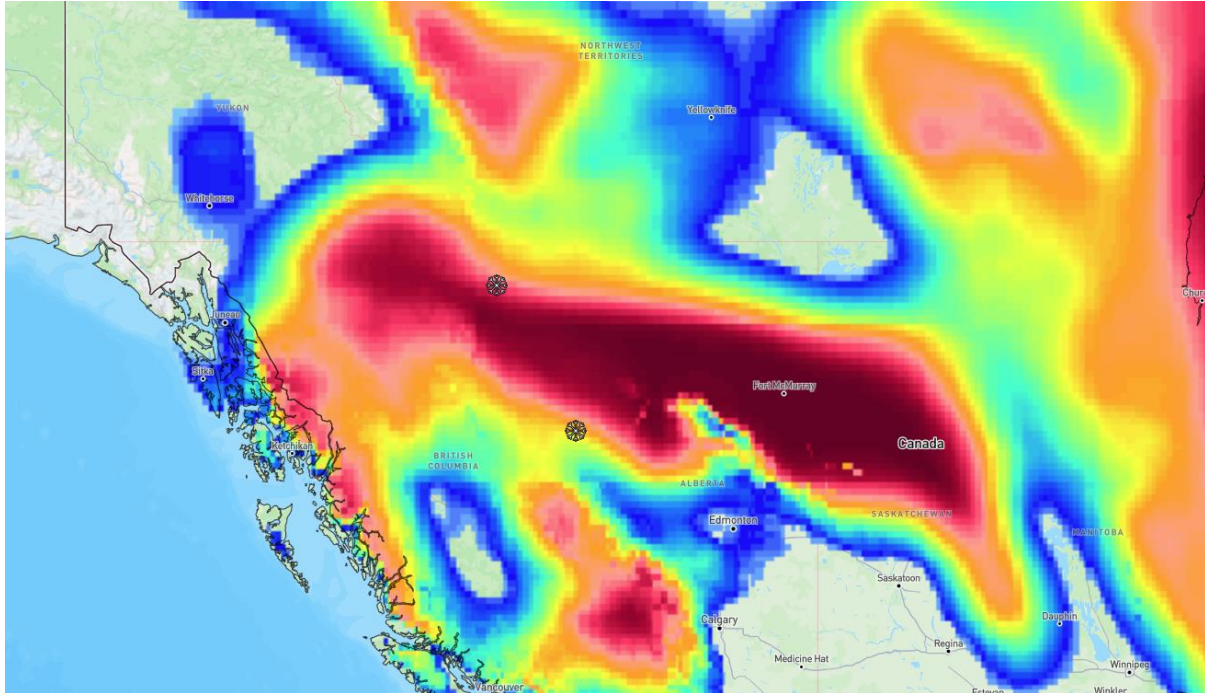 NORTHWEST
TERRITORIES
YUKON
Yellowknife
Whitehorse
Juneau
Sitka
Fort McMurray
Canada
Ketchikan
BRITISH
COLUMBIA
ALBERTA
SASKATCHEWAN
MANITOBA
Edmonton
Saskatoon
Calgary
Dauphin
Regina
Medicine Hat
Winnipeg
Vancouver
Winkler